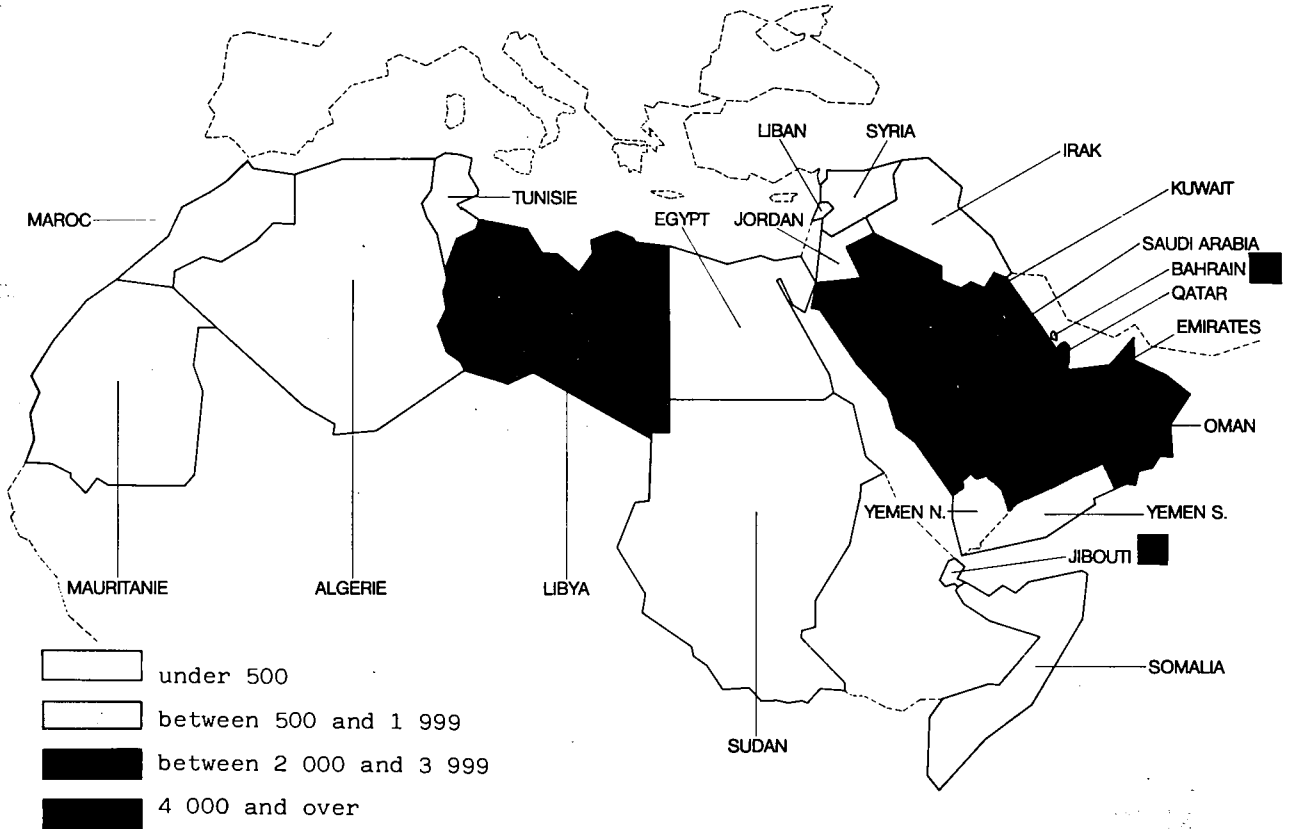 LIBAN
SYRIA
IRAK
KUWAIT
TUNISIE
MAROC
EGYPT
JORDAN
SAUDI ARABIA
BAHRAIN
QATAR
EMIRATES
OMAN
YEMEN N.
YEMEN S.
JIBOUTI
MAURITANIE
ALGERIE
LIBYA
SOMALIA
SUDAN
under 500
between 500 and 1 999
between 2 000 and 3 999
4 000 and over